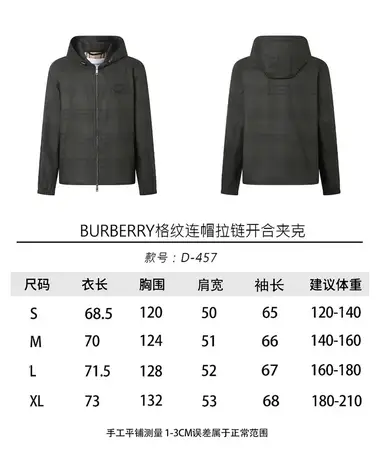 BURBERRY格纹连帽拉链开合夹克
款号：D-457
尺码 衣长 胸围 肩宽 袖长 建议体重
S 68.5 120 50 65 120-140
M 70 124 51 66 140-160
L 71.5 128 52 67 160-180
XL 73 132 53 68 180-210
手工平铺测量 1-3CM误差属于正常范围